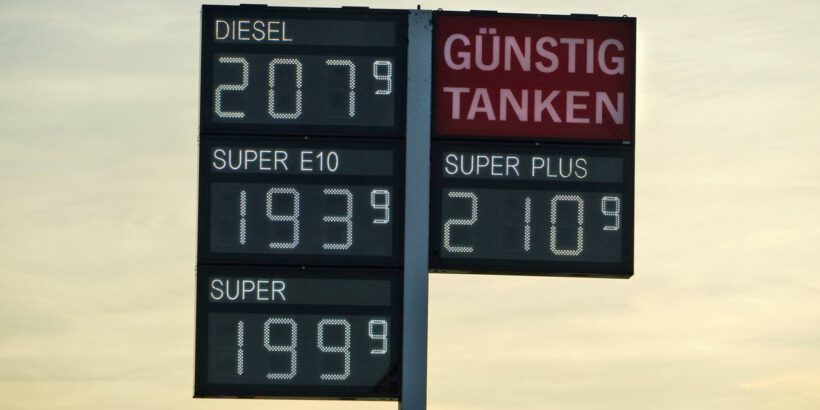 DIESEL
207⁹
SUPER E10
193⁹
SUPER
199⁹
GÜNSTIG
TANKEN
SUPER PLUS
210⁹